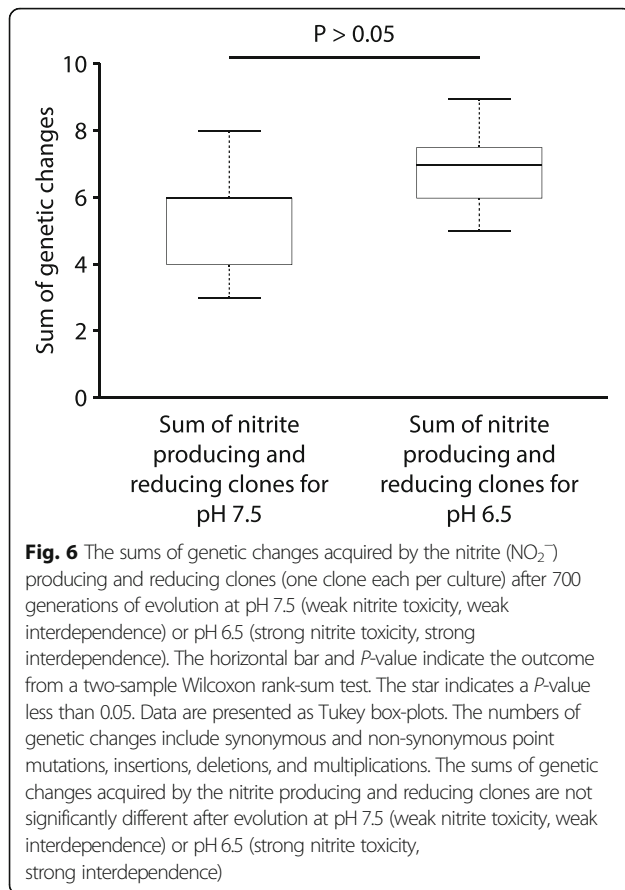 P > 0.05
10
8
6
4
2
0
Sum of genetic changes
Sum of nitrite
producing and
reducing clones for
pH 7.5
Sum of nitrite
producing and
reducing clones for
pH 6.5
Fig. 6 The sums of genetic changes acquired by the nitrite (NO₂⁻)
producing and reducing clones (one clone each per culture) after 700
generations of evolution at pH 7.5 (weak nitrite toxicity, weak
interdependence) or pH 6.5 (strong nitrite toxicity, strong
interdependence). The horizontal bar and P-value indicate the outcome
from a two-sample Wilcoxon rank-sum test. The star indicates a P-value
less than 0.05. Data are presented as Tukey box-plots. The numbers of
genetic changes include synonymous and non-synonymous point
mutations, insertions, deletions, and multiplications. The sums of genetic
changes acquired by the nitrite producing and reducing clones are not
significantly different after evolution at pH 7.5 (weak nitrite toxicity, weak
interdependence) or pH 6.5 (strong nitrite toxicity,
strong interdependence)